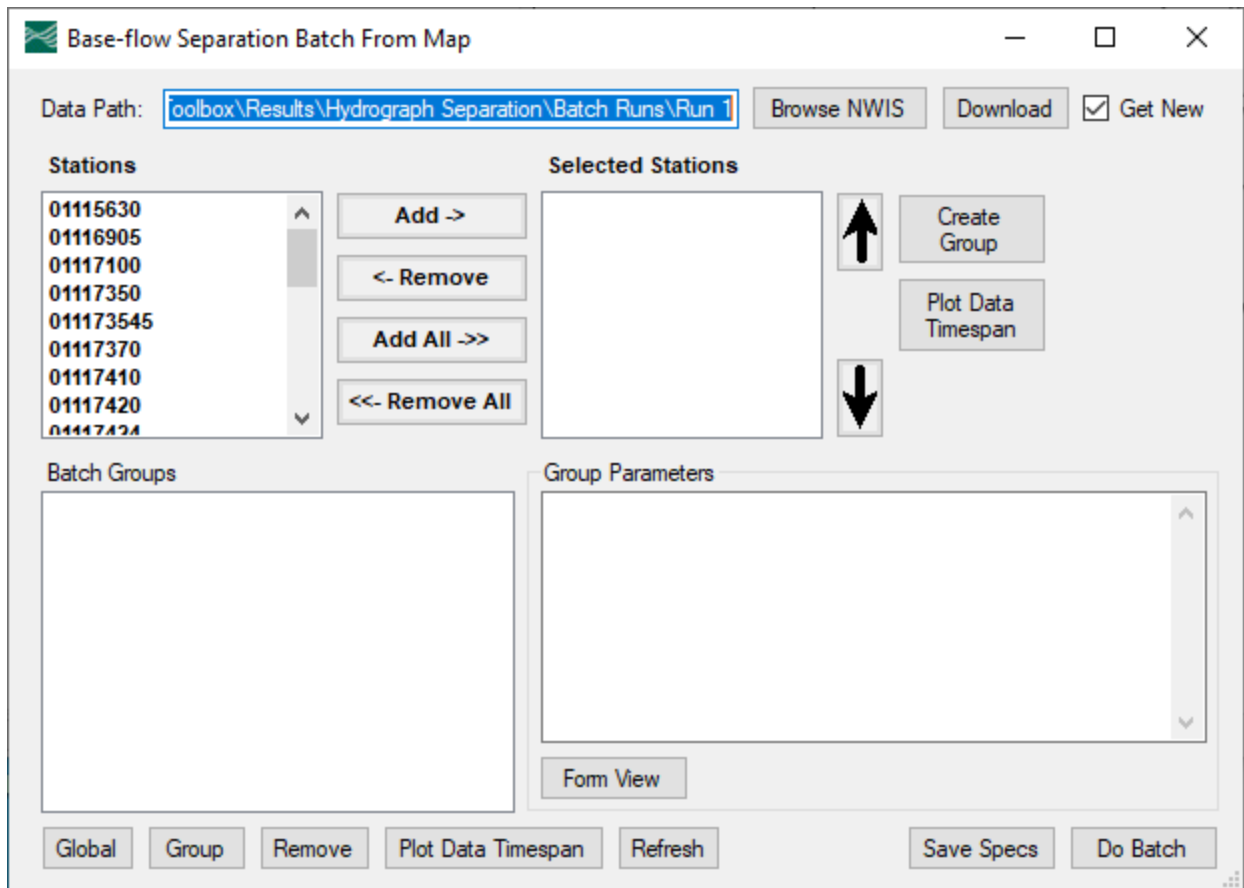 Base-flow Separation Batch From Map
Data Path: oolbox\Results\Hydrograph Separation\Batch Runs\Run 1 Browse NWIS Download Get New
Stations
Selected Stations
01115630
01116905
01117100
01117350
011173545
01117370
01117410
01117420
01117424
Add ->
<- Remove
Add All ->>
<<- Remove All
Create
Group
Plot Data
Timespan
Batch Groups
Group Parameters
Form View
Global Group Remove Plot Data Timespan Refresh Save Specs Do Batch